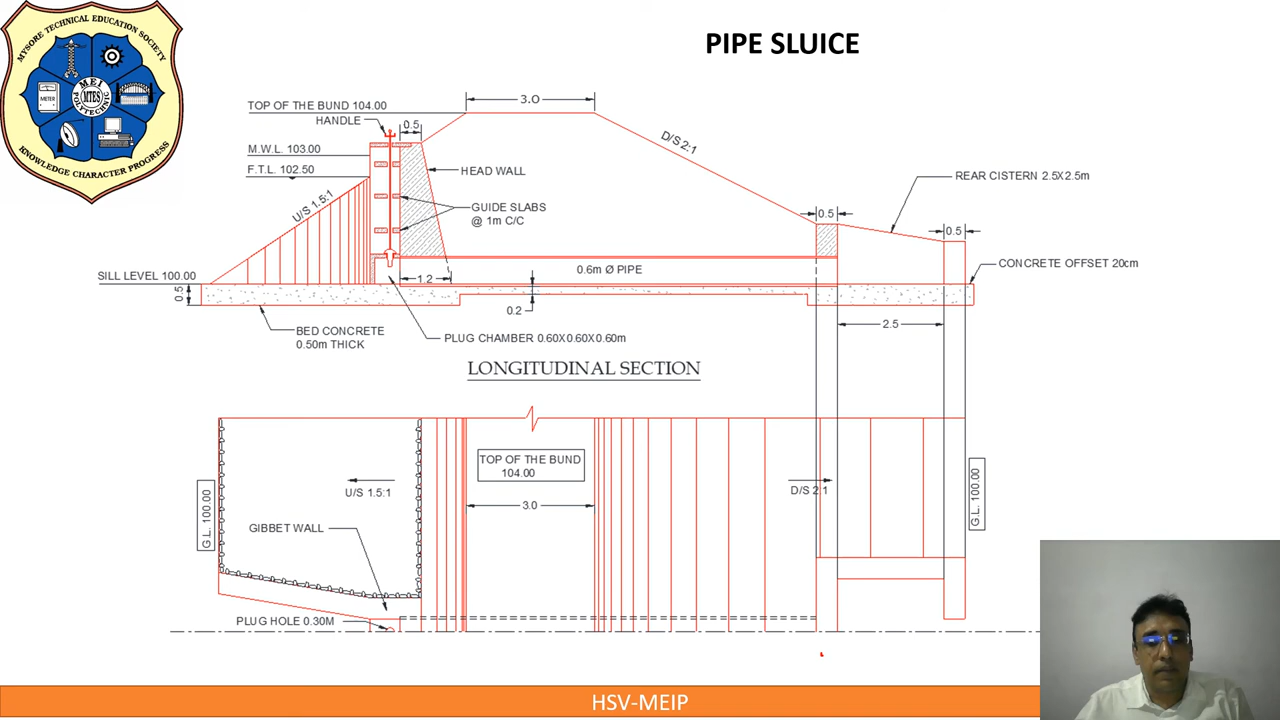 MYSORE TECHNICAL EDUCATION SOCIETY
MEI POLYTECHNIC
MTES
METER
KNOWLEDGE CHARACTER PROGRESS
PIPE SLUICE
3.0
TOP OF THE BUND 104.00
HANDLE
0.5
M.W.L. 103.00
F.T.L. 102.50
D/S 2:1
HEAD WALL
REAR CISTERN 2.5X2.5m
U/S 1.5:1
GUIDE SLABS
@ 1m C/C
0.5
0.5
SILL LEVEL 100.00
0.6m Ø PIPE
CONCRETE OFFSET 20cm
1.2
0.5
0.2
2.5
BED CONCRETE
0.50m THICK
PLUG CHAMBER 0.60X0.60X0.60m
LONGITUDINAL SECTION
TOP OF THE BUND
104.00
U/S 1.5:1
D/S 2:1
3.0
G.L. 100.00
G.L. 100.00
GIBBET WALL
PLUG HOLE 0.30M
HSV-MEIP